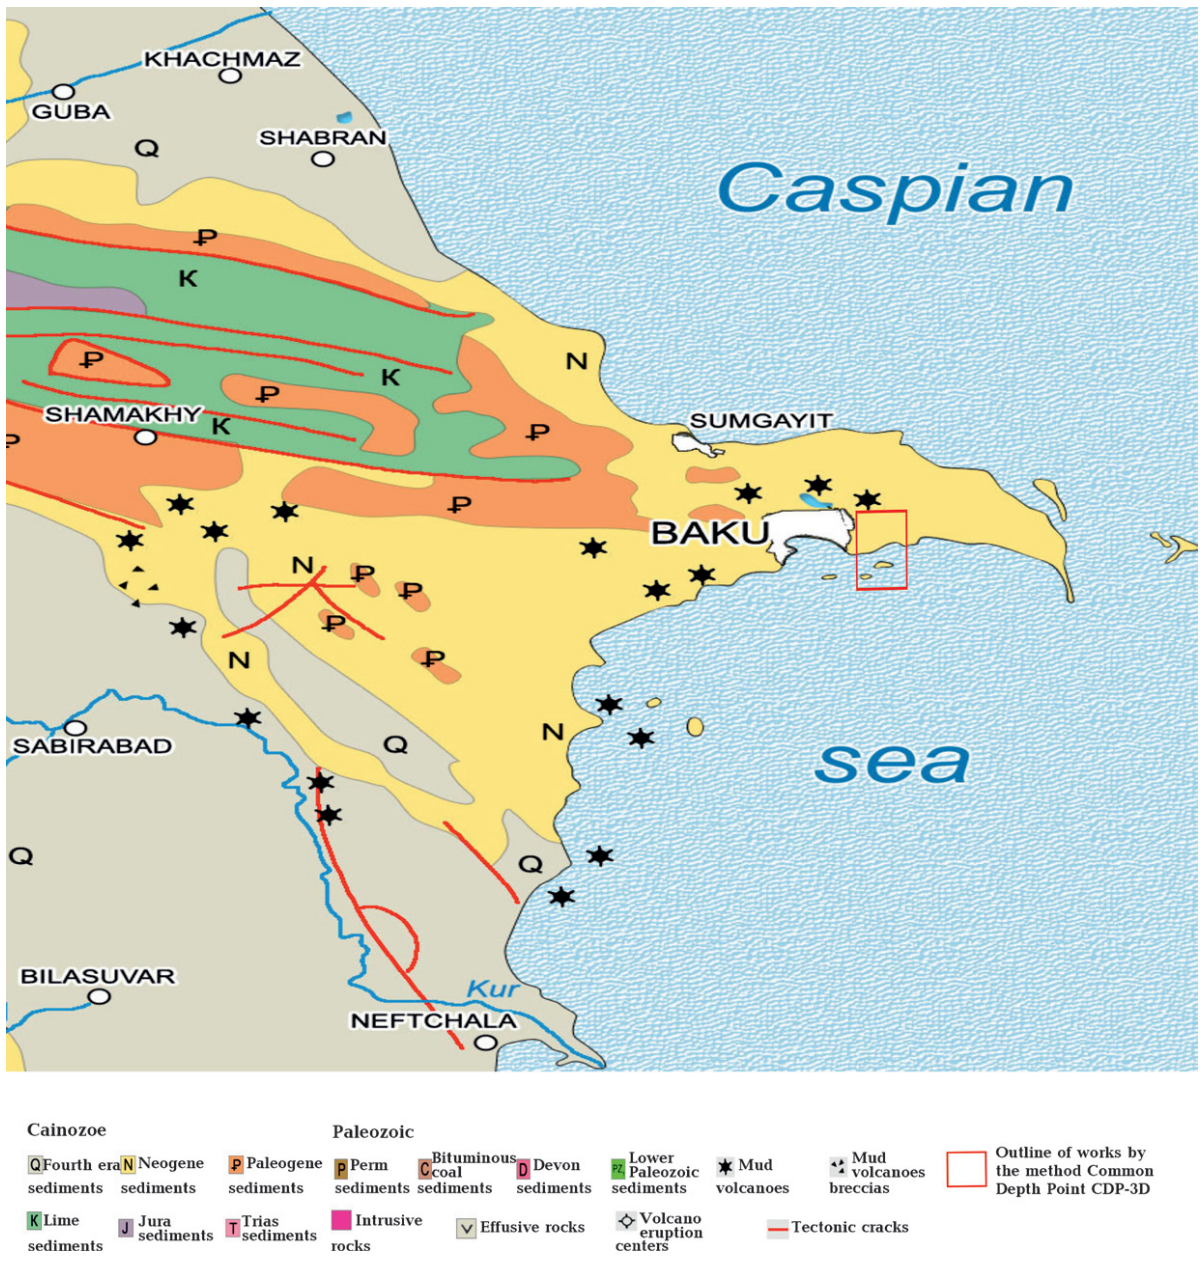 KHACHMAZ
GUBA
SHABRAN
Q
Caspian
P
K
N
P
K
P
SHAMAKHY
K
SUMGAYIT
P
P
P
BAKU
N
P
P
P
N
P
SABIRABAD
Q
N
sea
Q
Q
BILASUVAR
Kur
NEFTCHALA
Cainozoe
Paleozoic
Q Fourth era sediments
N Neogene sediments
P Paleogene sediments
P Perm sediments
C Bituminous coal sediments
D Devon sediments
PZ1 Lower Paleozoic sediments
Mud volcanoes
Mud volcanoes breccias
Outline of works by
the method Common
Depth Point CDP-3D
K Lime sediments
J Jura sediments
T Trias sediments
Intrusive rocks
V Effusive rocks
Volcano eruption centers
Tectonic cracks